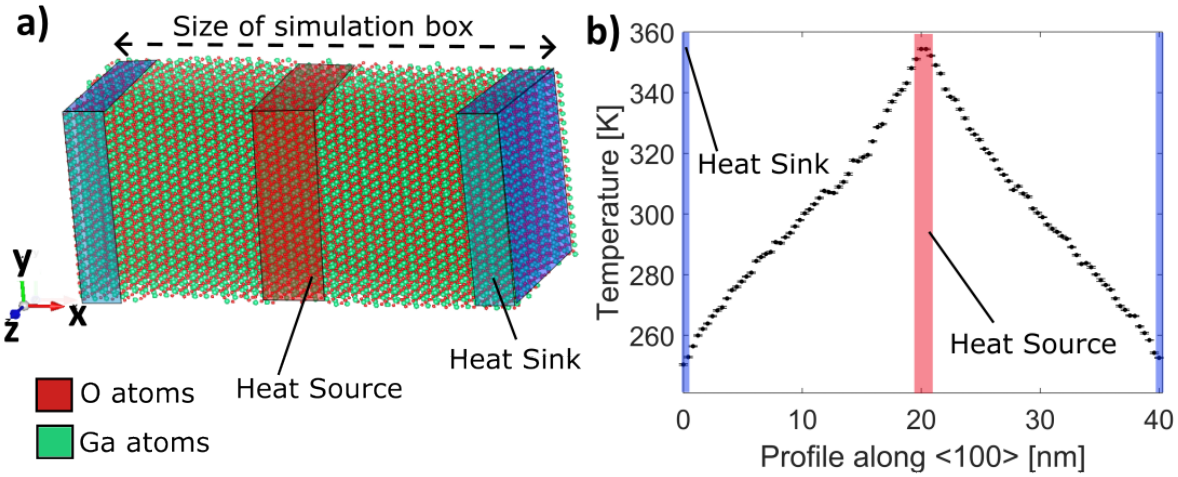 a)
Size of simulation box
y
z
x
Heat Source
Heat Sink
O atoms
Ga atoms
b)
360
340
320
300
280
260
Temperature [K]
Heat Sink
Heat Source
0
10
20
30
40
Profile along <100> [nm]